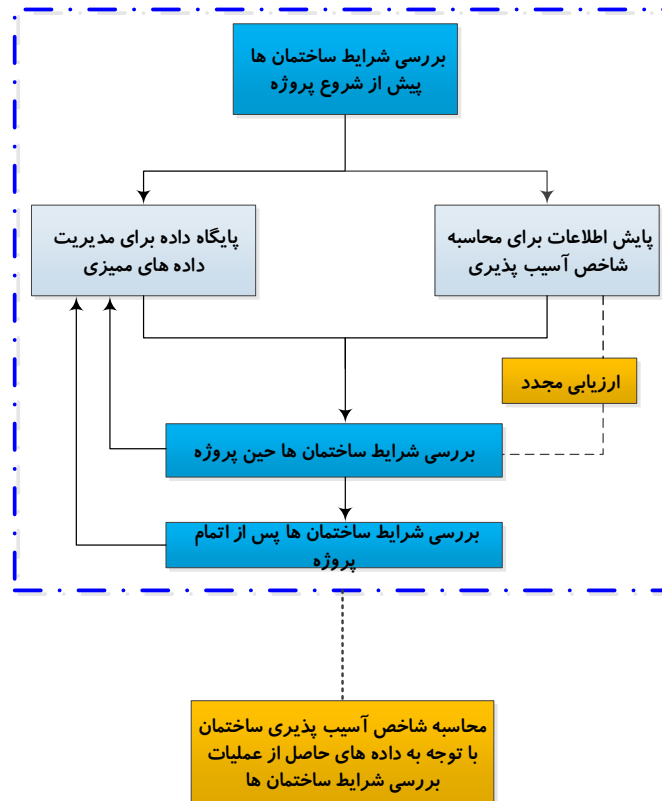 بررسی شرایط ساختمان ها
پیش از شروع پروژه
پایش اطلاعات برای محاسبه
شاخص آسیب پذیری
پایگاه داده برای مدیریت
داده های ممیزی
ارزیابی مجدد
بررسی شرایط ساختمان ها حین پروژه
بررسی شرایط ساختمان ها پس از اتمام
پروژه
محاسبه شاخص آسیب پذیری ساختمان
با توجه به داده های حاصل از عملیات
بررسی شرایط ساختمان ها